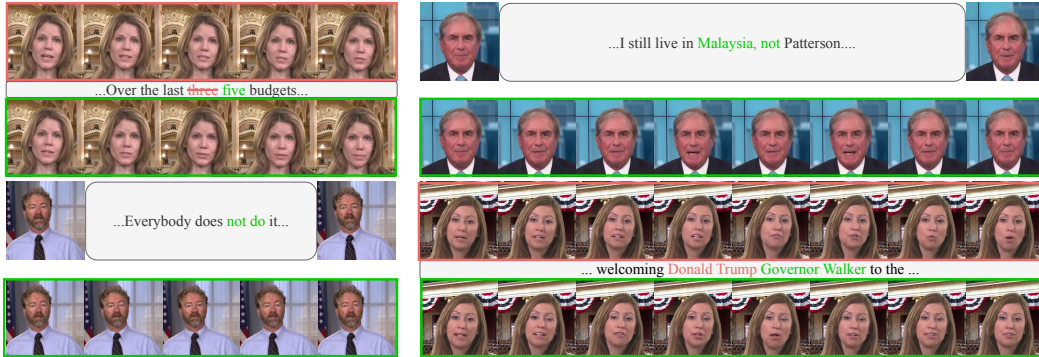 ...Over the last three five budgets...
...I still live in Malaysia, not Patterson....
...Everybody does not do it...
... welcoming Donald Trump Governor Walker to the ...